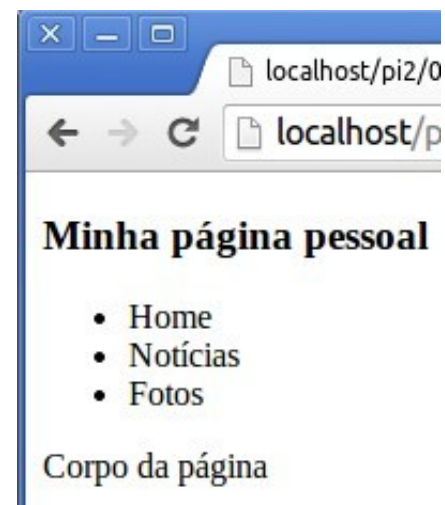 localhost/pi2/0
localhost/p
Minha página pessoal
Home
Notícias
Fotos
Corpo da página